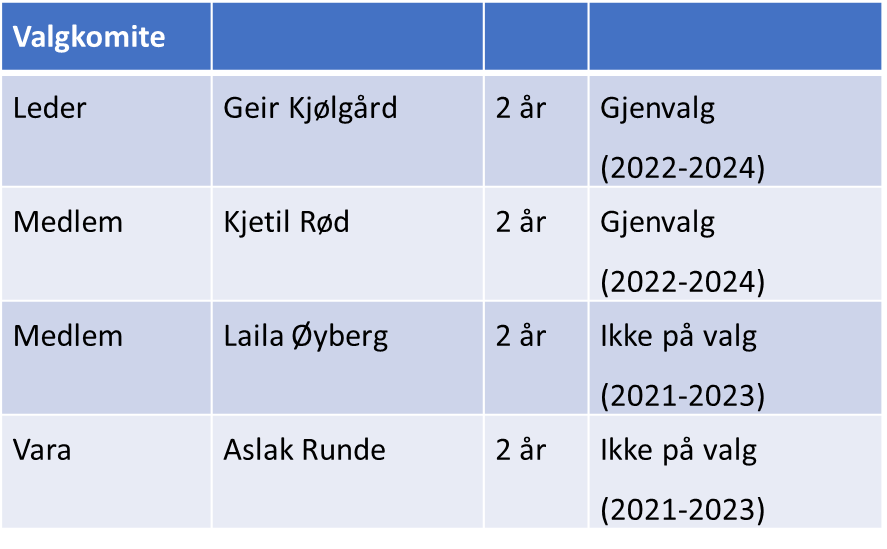 Valgkomite
Leder Geir Kjølgård 2 år Gjenvalg
(2022-2024)
Medlem Kjetil Rød 2 år Gjenvalg
(2022-2024)
Medlem Laila Øyberg 2 år Ikke på valg
(2021-2023)
Vara Aslak Runde 2 år Ikke på valg
(2021-2023)